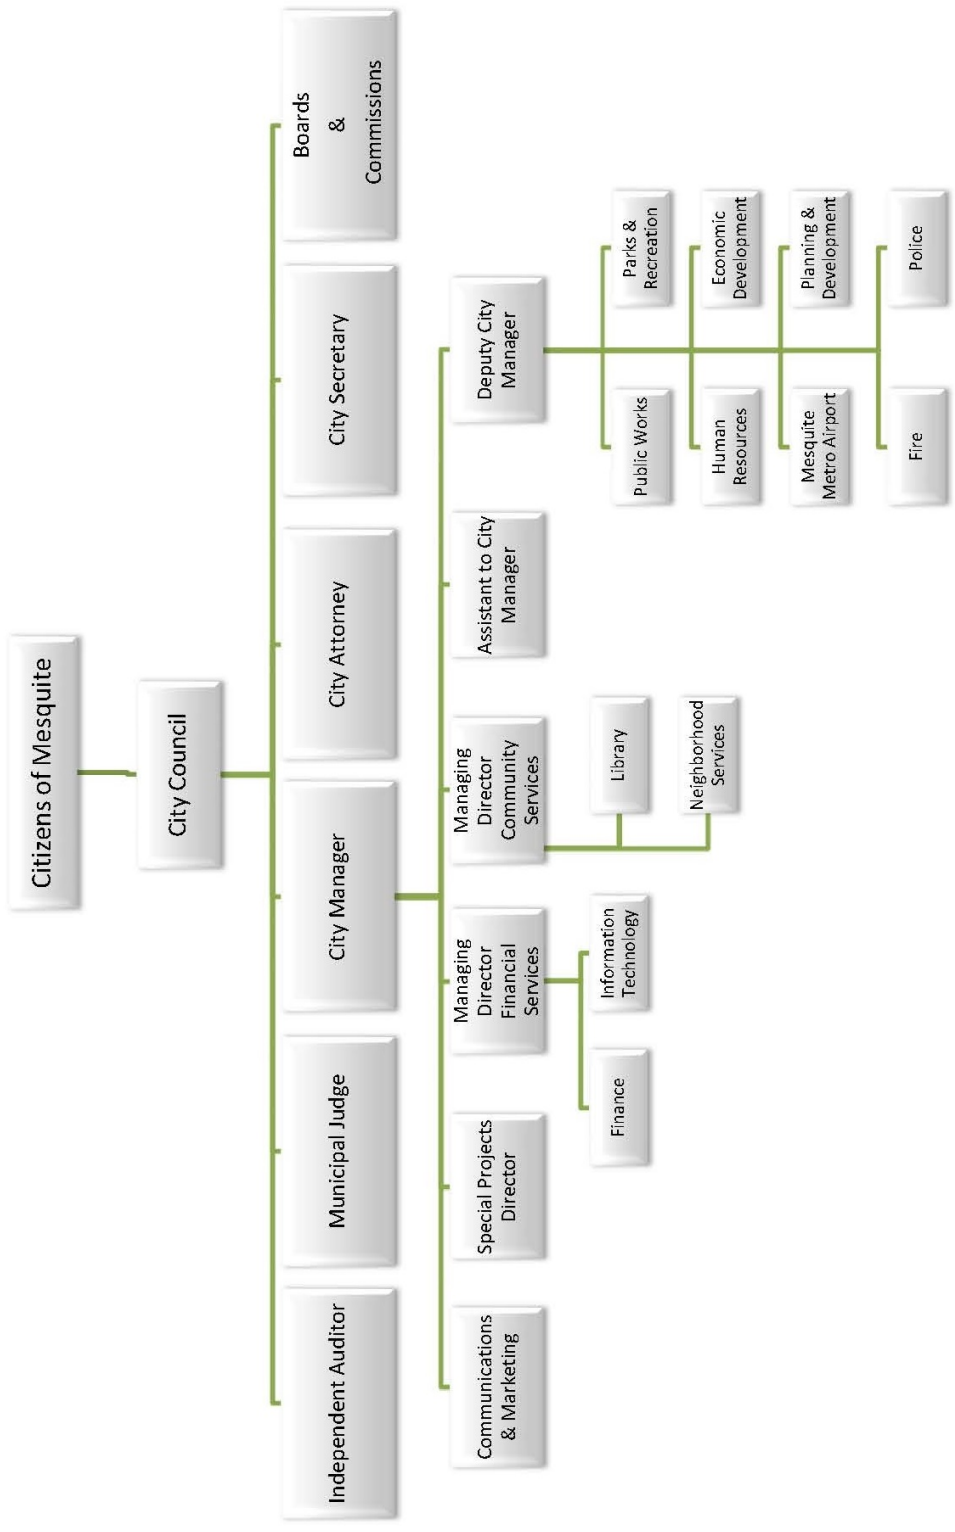 Citizens of Mesquite
City Council
Independent Auditor
Municipal Judge
City Manager
City Attorney
City Secretary
Boards
&
Commissions
Communications
& Marketing
Special Projects
Director
Managing
Director
Financial
Services
Managing
Director
Community
Services
Assistant to City
Manager
Deputy City
Manager
Finance
Information
Technology
Library
Neighborhood
Services
Public Works
Parks &
Recreation
Human
Resources
Economic
Development
Mesquite
Metro Airport
Planning &
Development
Fire
Police